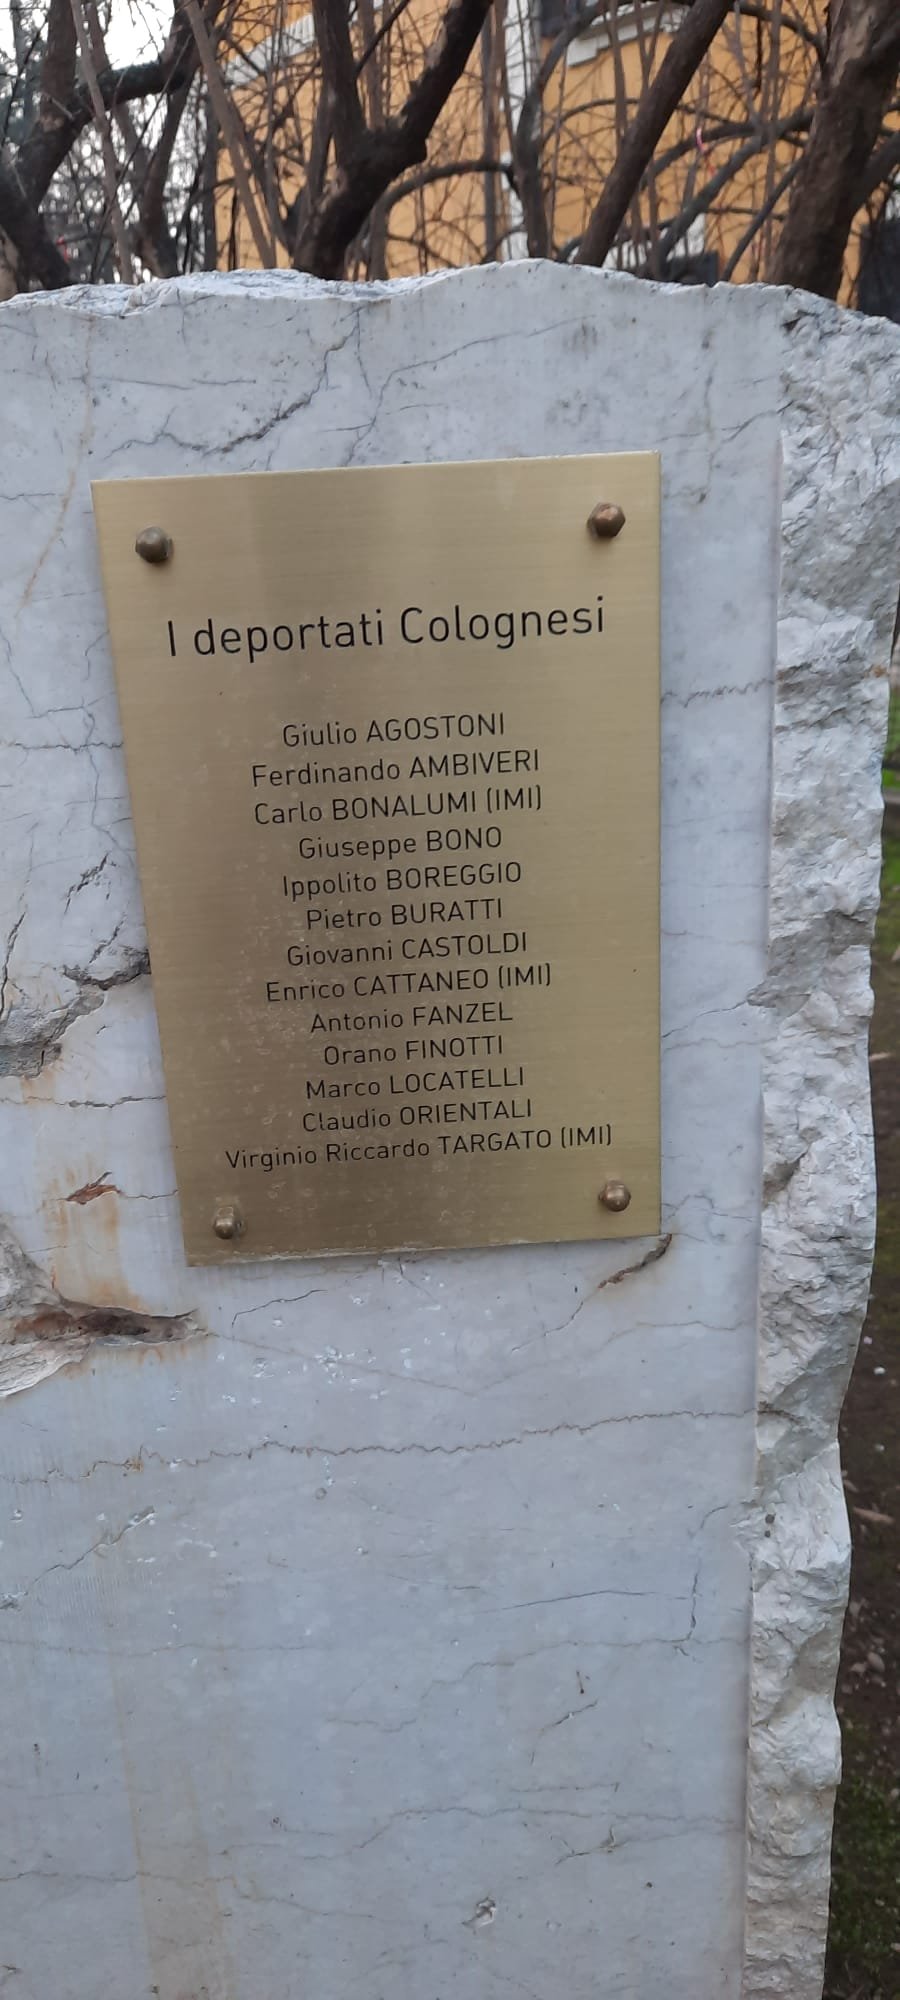 I deportati Colognesi
Giulio AGOSTONI
Ferdinando AMBIVERI
Carlo BONALUMI (IMI)
Giuseppe BONO
Ippolito BOREGGIO
Pietro BURATTI
Giovanni CASTOLDI
Enrico CATTANEO (IMI)
Antonio FANZEL
Orano FINOTTI
Marco LOCATELLI
Claudio ORIENTALI
Virginio Riccardo TARGATO (IMI)